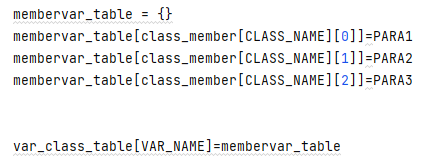 membervar_table = {}
membervar_table[class_member[CLASS_NAME][0]]=PARA1
membervar_table[class_member[CLASS_NAME][1]]=PARA2
membervar_table[class_member[CLASS_NAME][2]]=PARA3
var_class_table[VAR_NAME]=membervar_table